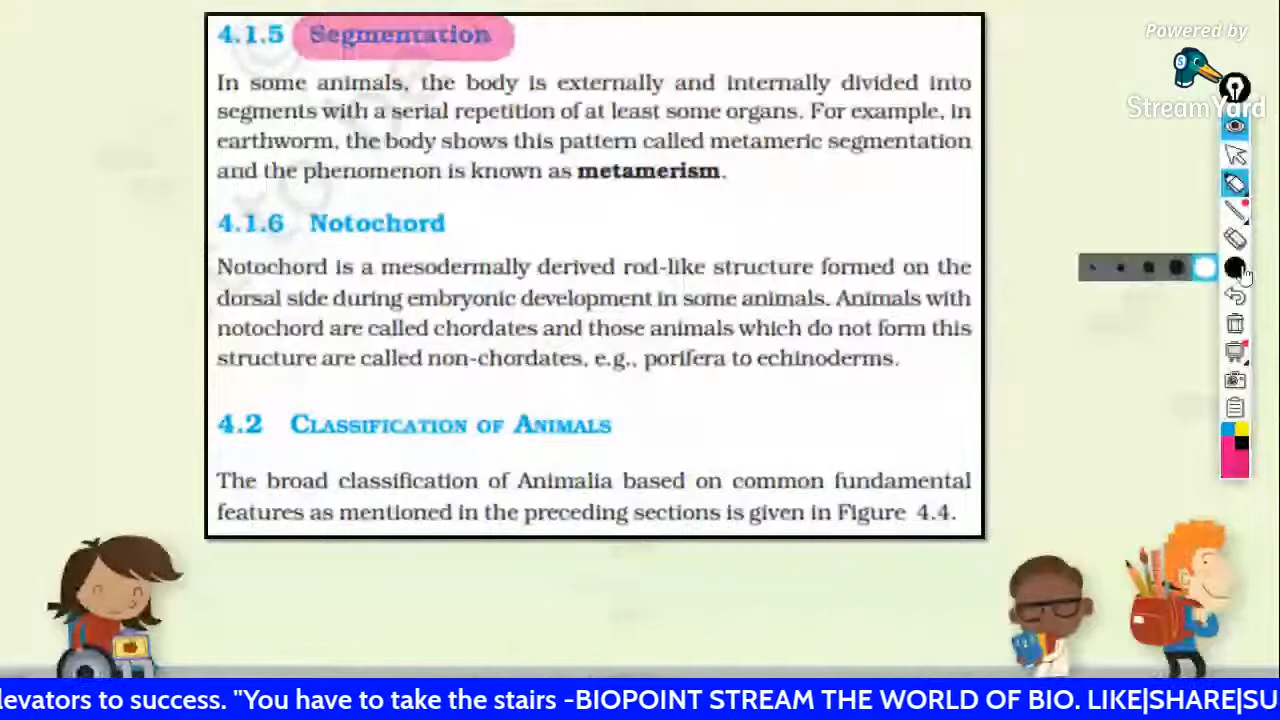 Powered by
StreamYard
4.1.5 Segmentation
In some animals, the body is externally and internally divided into
segments with a serial repetition of at least some organs. For example, in
earthworm, the body shows this pattern called metameric segmentation
and the phenomenon is known as metamerism.
4.1.6 Notochord
Notochord is a mesodermally derived rod-like structure formed on the
dorsal side during embryonic development in some animals. Animals with
notochord are called chordates and those animals which do not form this
structure are called non-chordates, e.g., porifera to echinoderms.
4.2 CLASSIFICATION OF ANIMALS
The broad classification of Animalia based on common fundamental
features as mentioned in the preceding sections is given in Figure 4.4.
levators to success. "You have to take the stairs -BIOPOINT STREAM THE WORLD OF BIO. LIKE|SHARE|SU